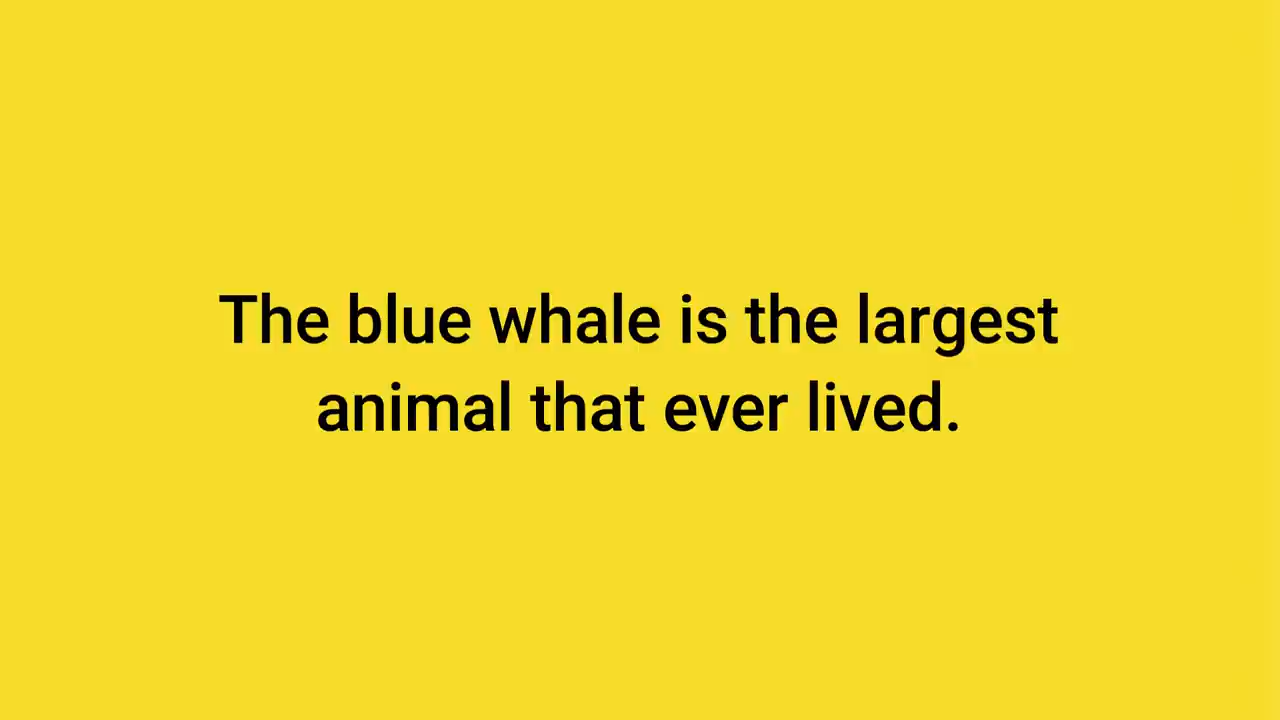 The blue whale is the largest
animal that ever lived.